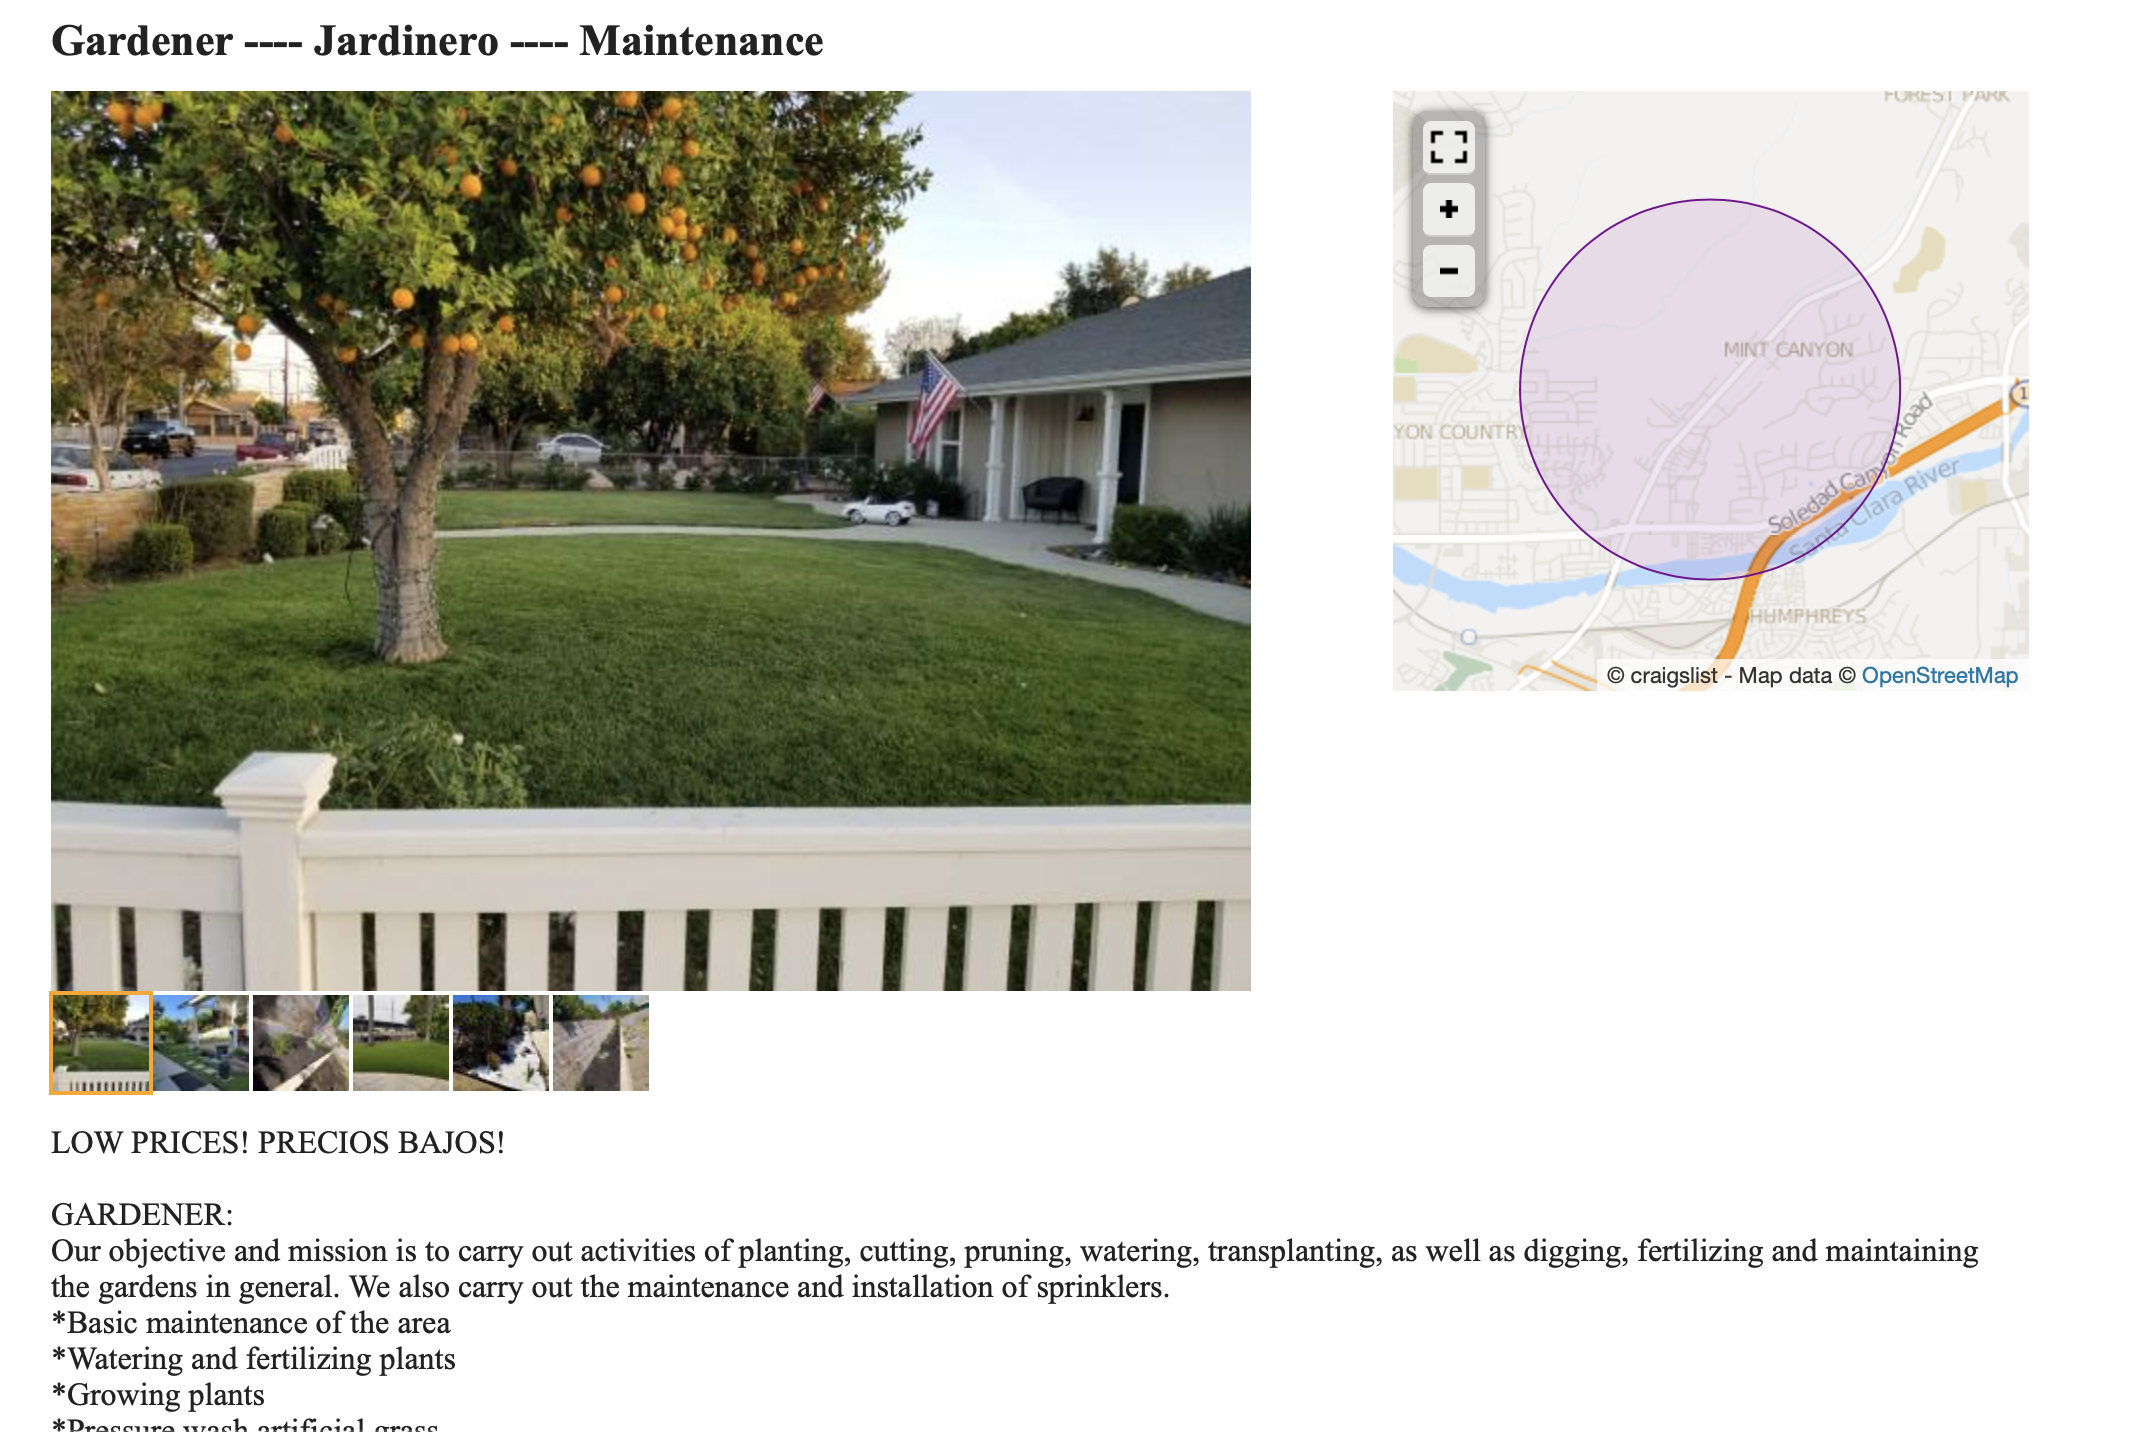 Gardener ---- Jardinero ---- Maintenance
FOREST PARK
MINT CANYON
YON COUNTRY
Soledad Canyon Road
Santa Clara River
HUMPHREYS
1
© craigslist - Map data © OpenStreetMap
LOW PRICES! PRECIOS BAJOS!
GARDENER:
Our objective and mission is to carry out activities of planting, cutting, pruning, watering, transplanting, as well as digging, fertilizing and maintaining
the gardens in general. We also carry out the maintenance and installation of sprinklers.
*Basic maintenance of the area
*Watering and fertilizing plants
*Growing plants
*Pressure wash artificial grass